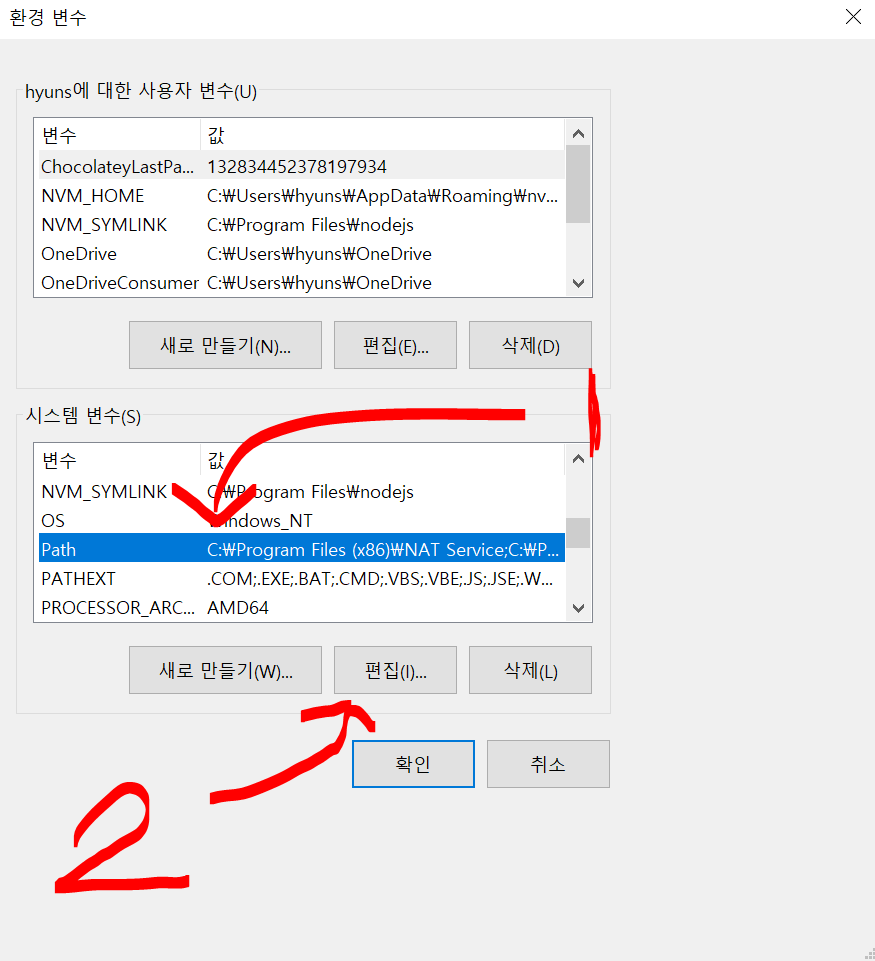 환경 변수
hyuns에 대한 사용자 변수(U)
변수 값
ChocolateyLastPa... 132834452378197934
NVM_HOME C:₩Users₩hyuns₩AppData₩Roaming₩nv...
NVM_SYMLINK C:₩Program Files₩nodejs
OneDrive C:₩Users₩hyuns₩OneDrive
OneDriveConsumer C:₩Users₩hyuns₩OneDrive
새로 만들기(N)... 편집(E)... 삭제(D)
1
시스템 변수(S)
변수 값
NVM_SYMLINK C:₩Program Files₩nodejs
OS Windows_NT
Path C:₩Program Files (x86)₩NAT Service;C:₩P...
PATHEXT .COM;.EXE;.BAT;.CMD;.VBS;.VBE;.JS;.JSE;.W...
PROCESSOR_ARC... AMD64
새로 만들기(W)... 편집(I)... 삭제(L)
확인 취소
2